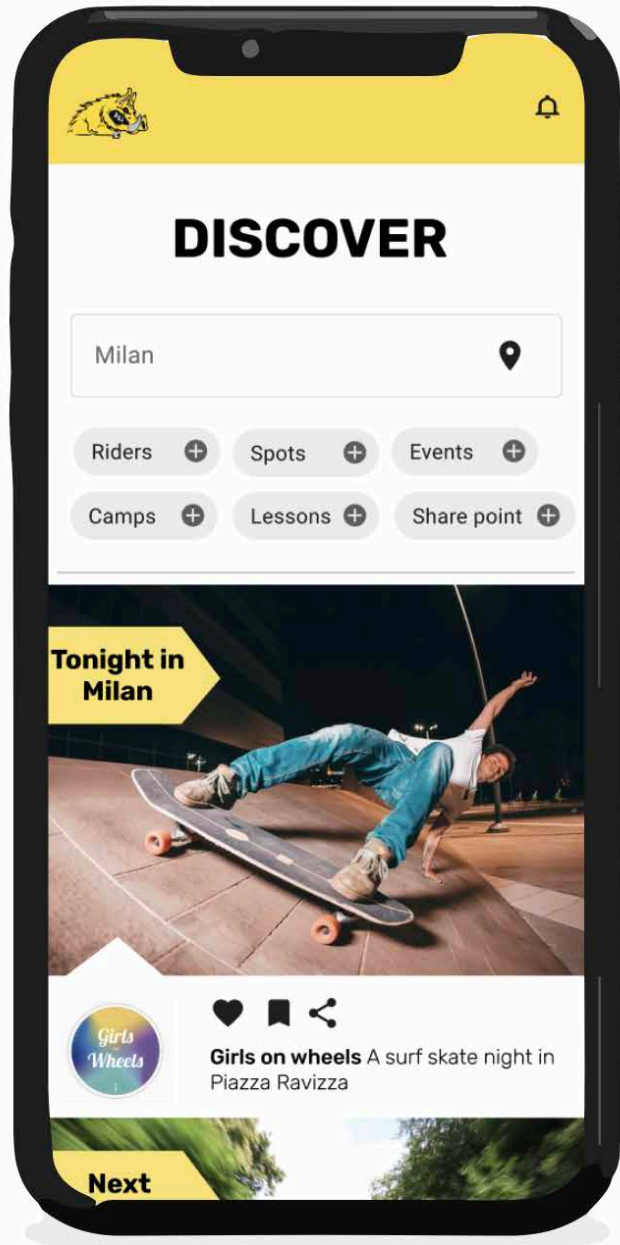 DISCOVER
Milan
Riders
Spots
Events
Camps
Lessons
Share point
Tonight in
Milan
Girls
Wheels
Girls on wheels A surf skate night in
Piazza Ravizza
Next